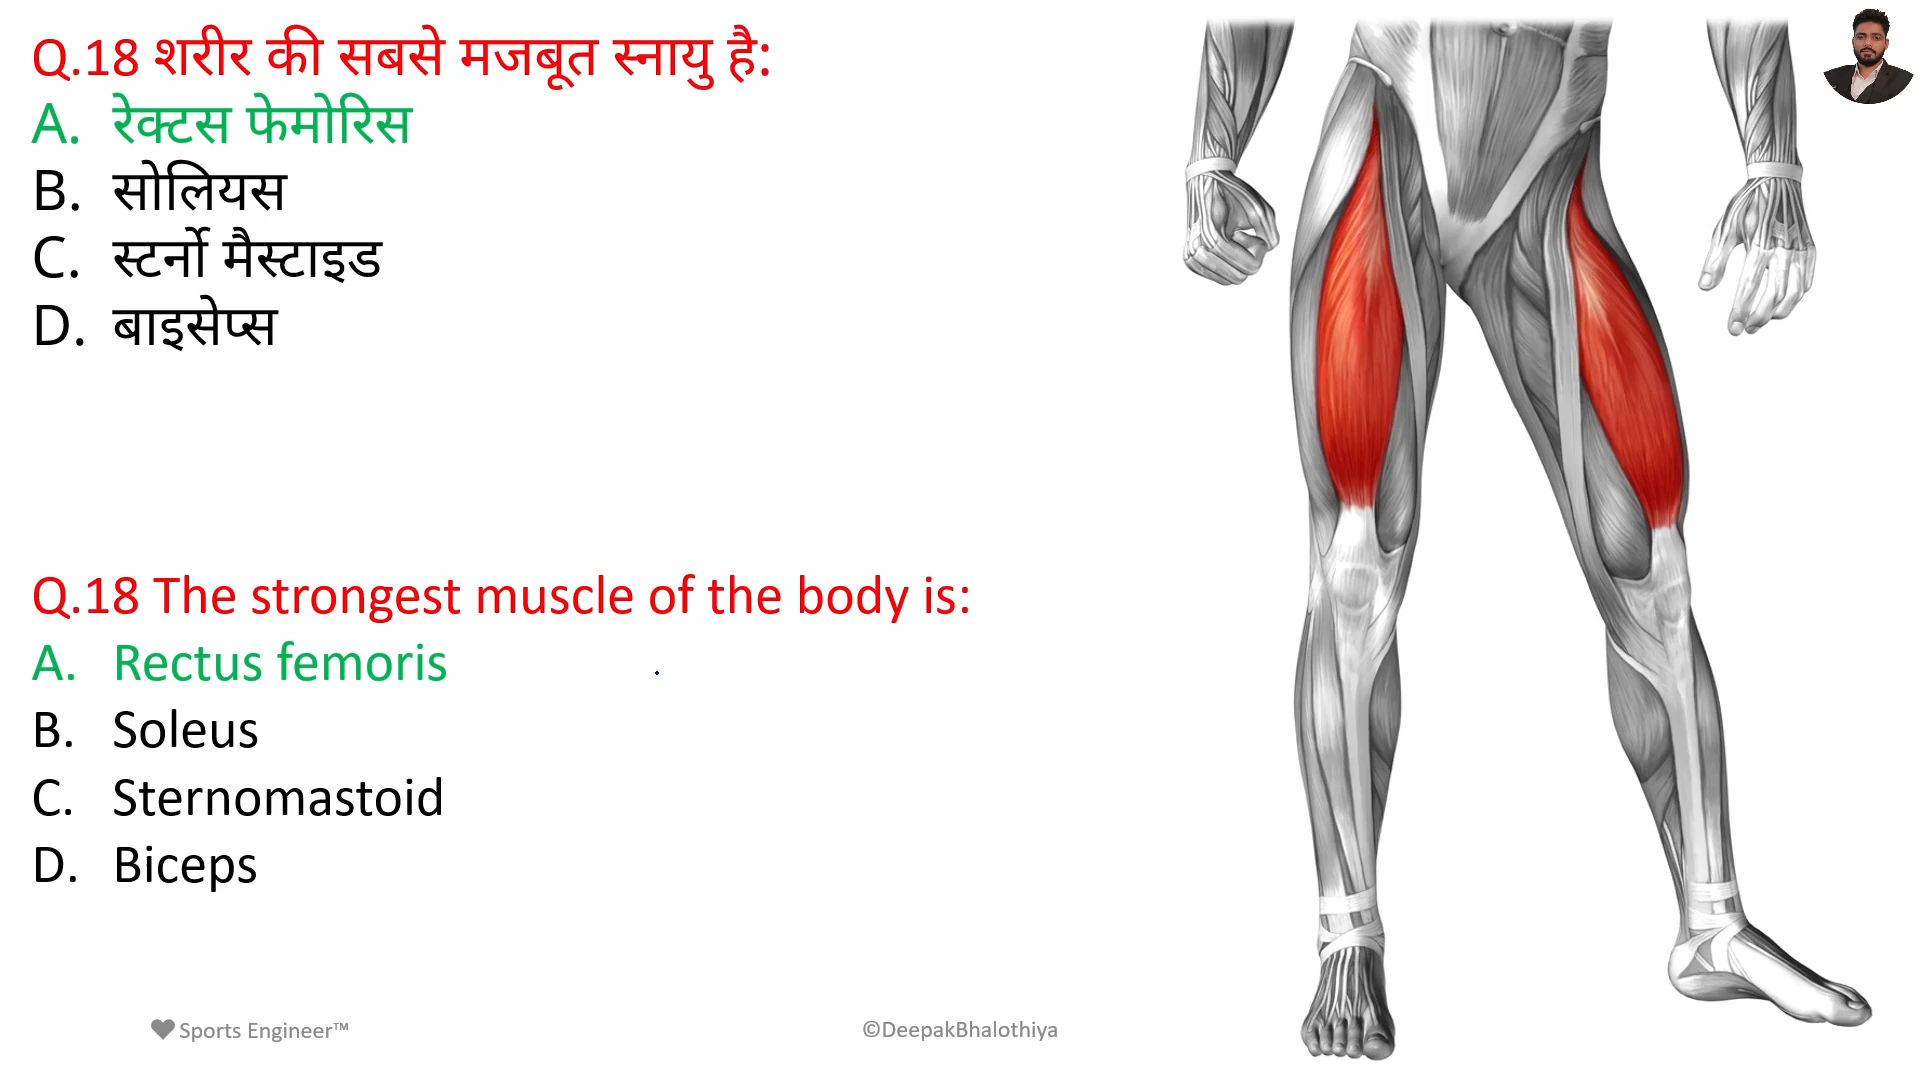 Q.18 शरीर की सबसे मजबूत स्नायु है:
A. रेक्टस फेमोरिस
B. सोलियस
C. स्टर्नो मैस्टाइड
D. बाइसेप्स
Q.18 The strongest muscle of the body is:
A. Rectus femoris
B. Soleus
C. Sternomastoid
D. Biceps
Sports Engineer™
©DeepakBhalothiya